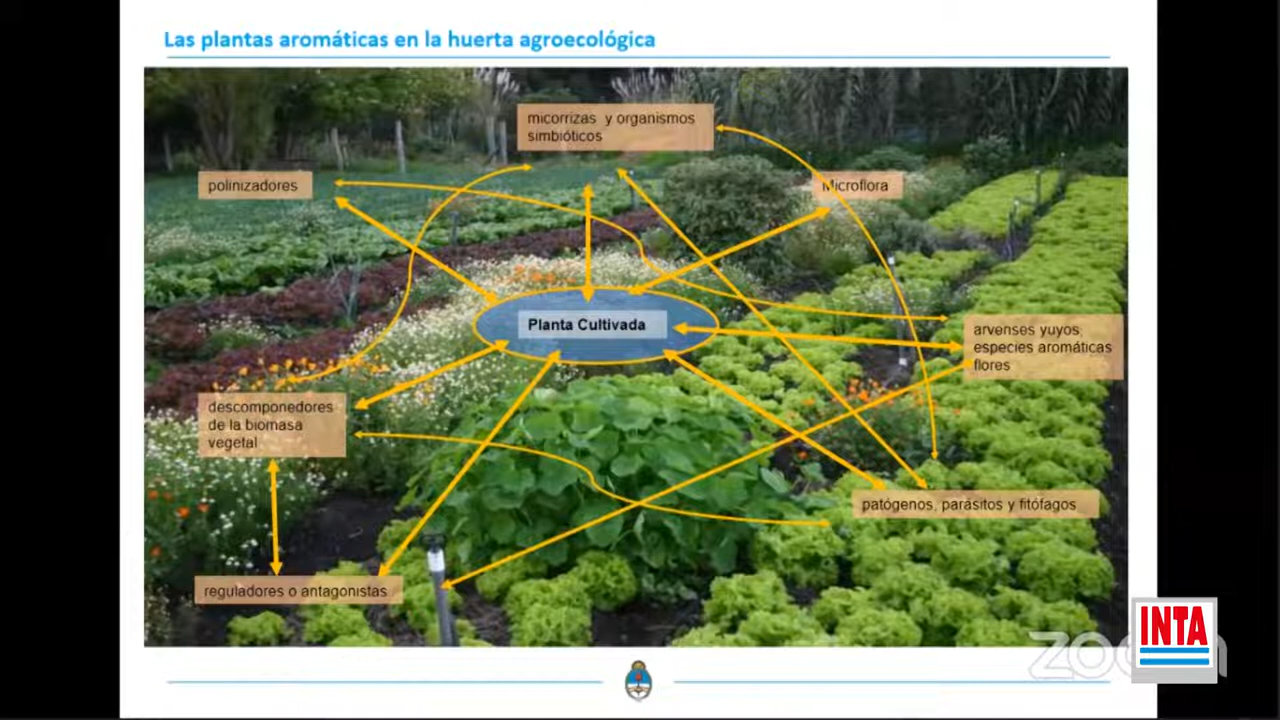 Las plantas aromáticas en la huerta agroecológica
micorrizas y organismos
simbióticos
polinizadores
Microflora
Planta Cultivada
arvenses yuyos,
especies aromáticas
flores
descomponedores
de la biomasa
vegetal
patógenos, parásitos y fitófagos
reguladores o antagonistas
zoom
INTA